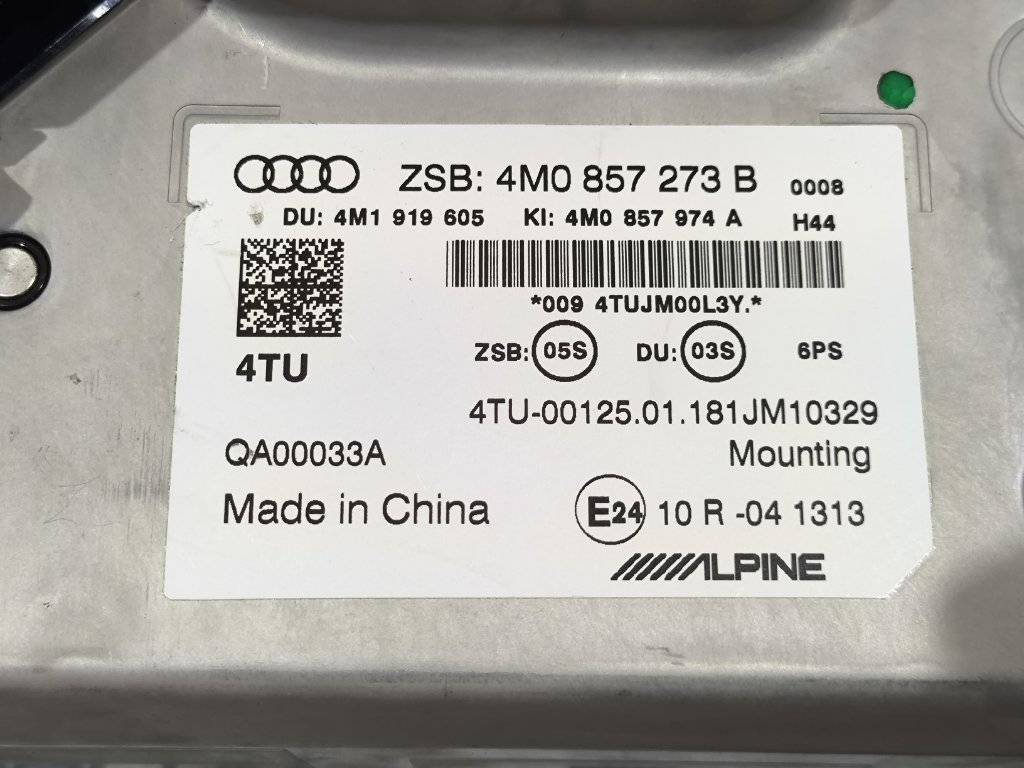 ZSB: 4M0 857 273 B 0008
DU: 4M1 919 605 KI: 4M0 857 974 A H44
*009 4TUJM00L3Y.*
4TU
ZSB: 05S DU: 03S 6PS
4TU-00125.01.181JM10329
QA00033A Mounting
Made in China E24 10 R -04 1313
ALPINE